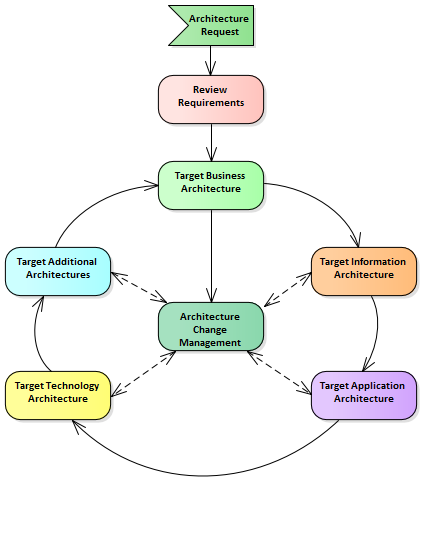 Architecture
Request
Review
Requirements
Target Business
Architecture
Target Additional
Architectures
Target Information
Architecture
Architecture
Change
Management
Target Technology
Architecture
Target Application
Architecture